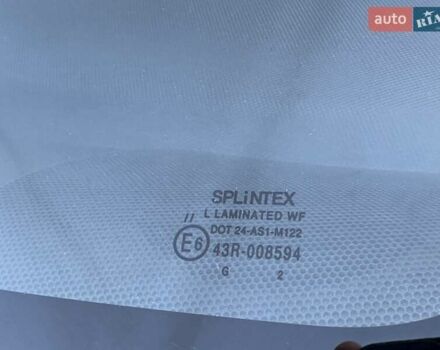 auto RIA
SPLiNTEX
// L LAMINATED WF
DOT 24-AS1-M122
E6 43R-008594
G 2